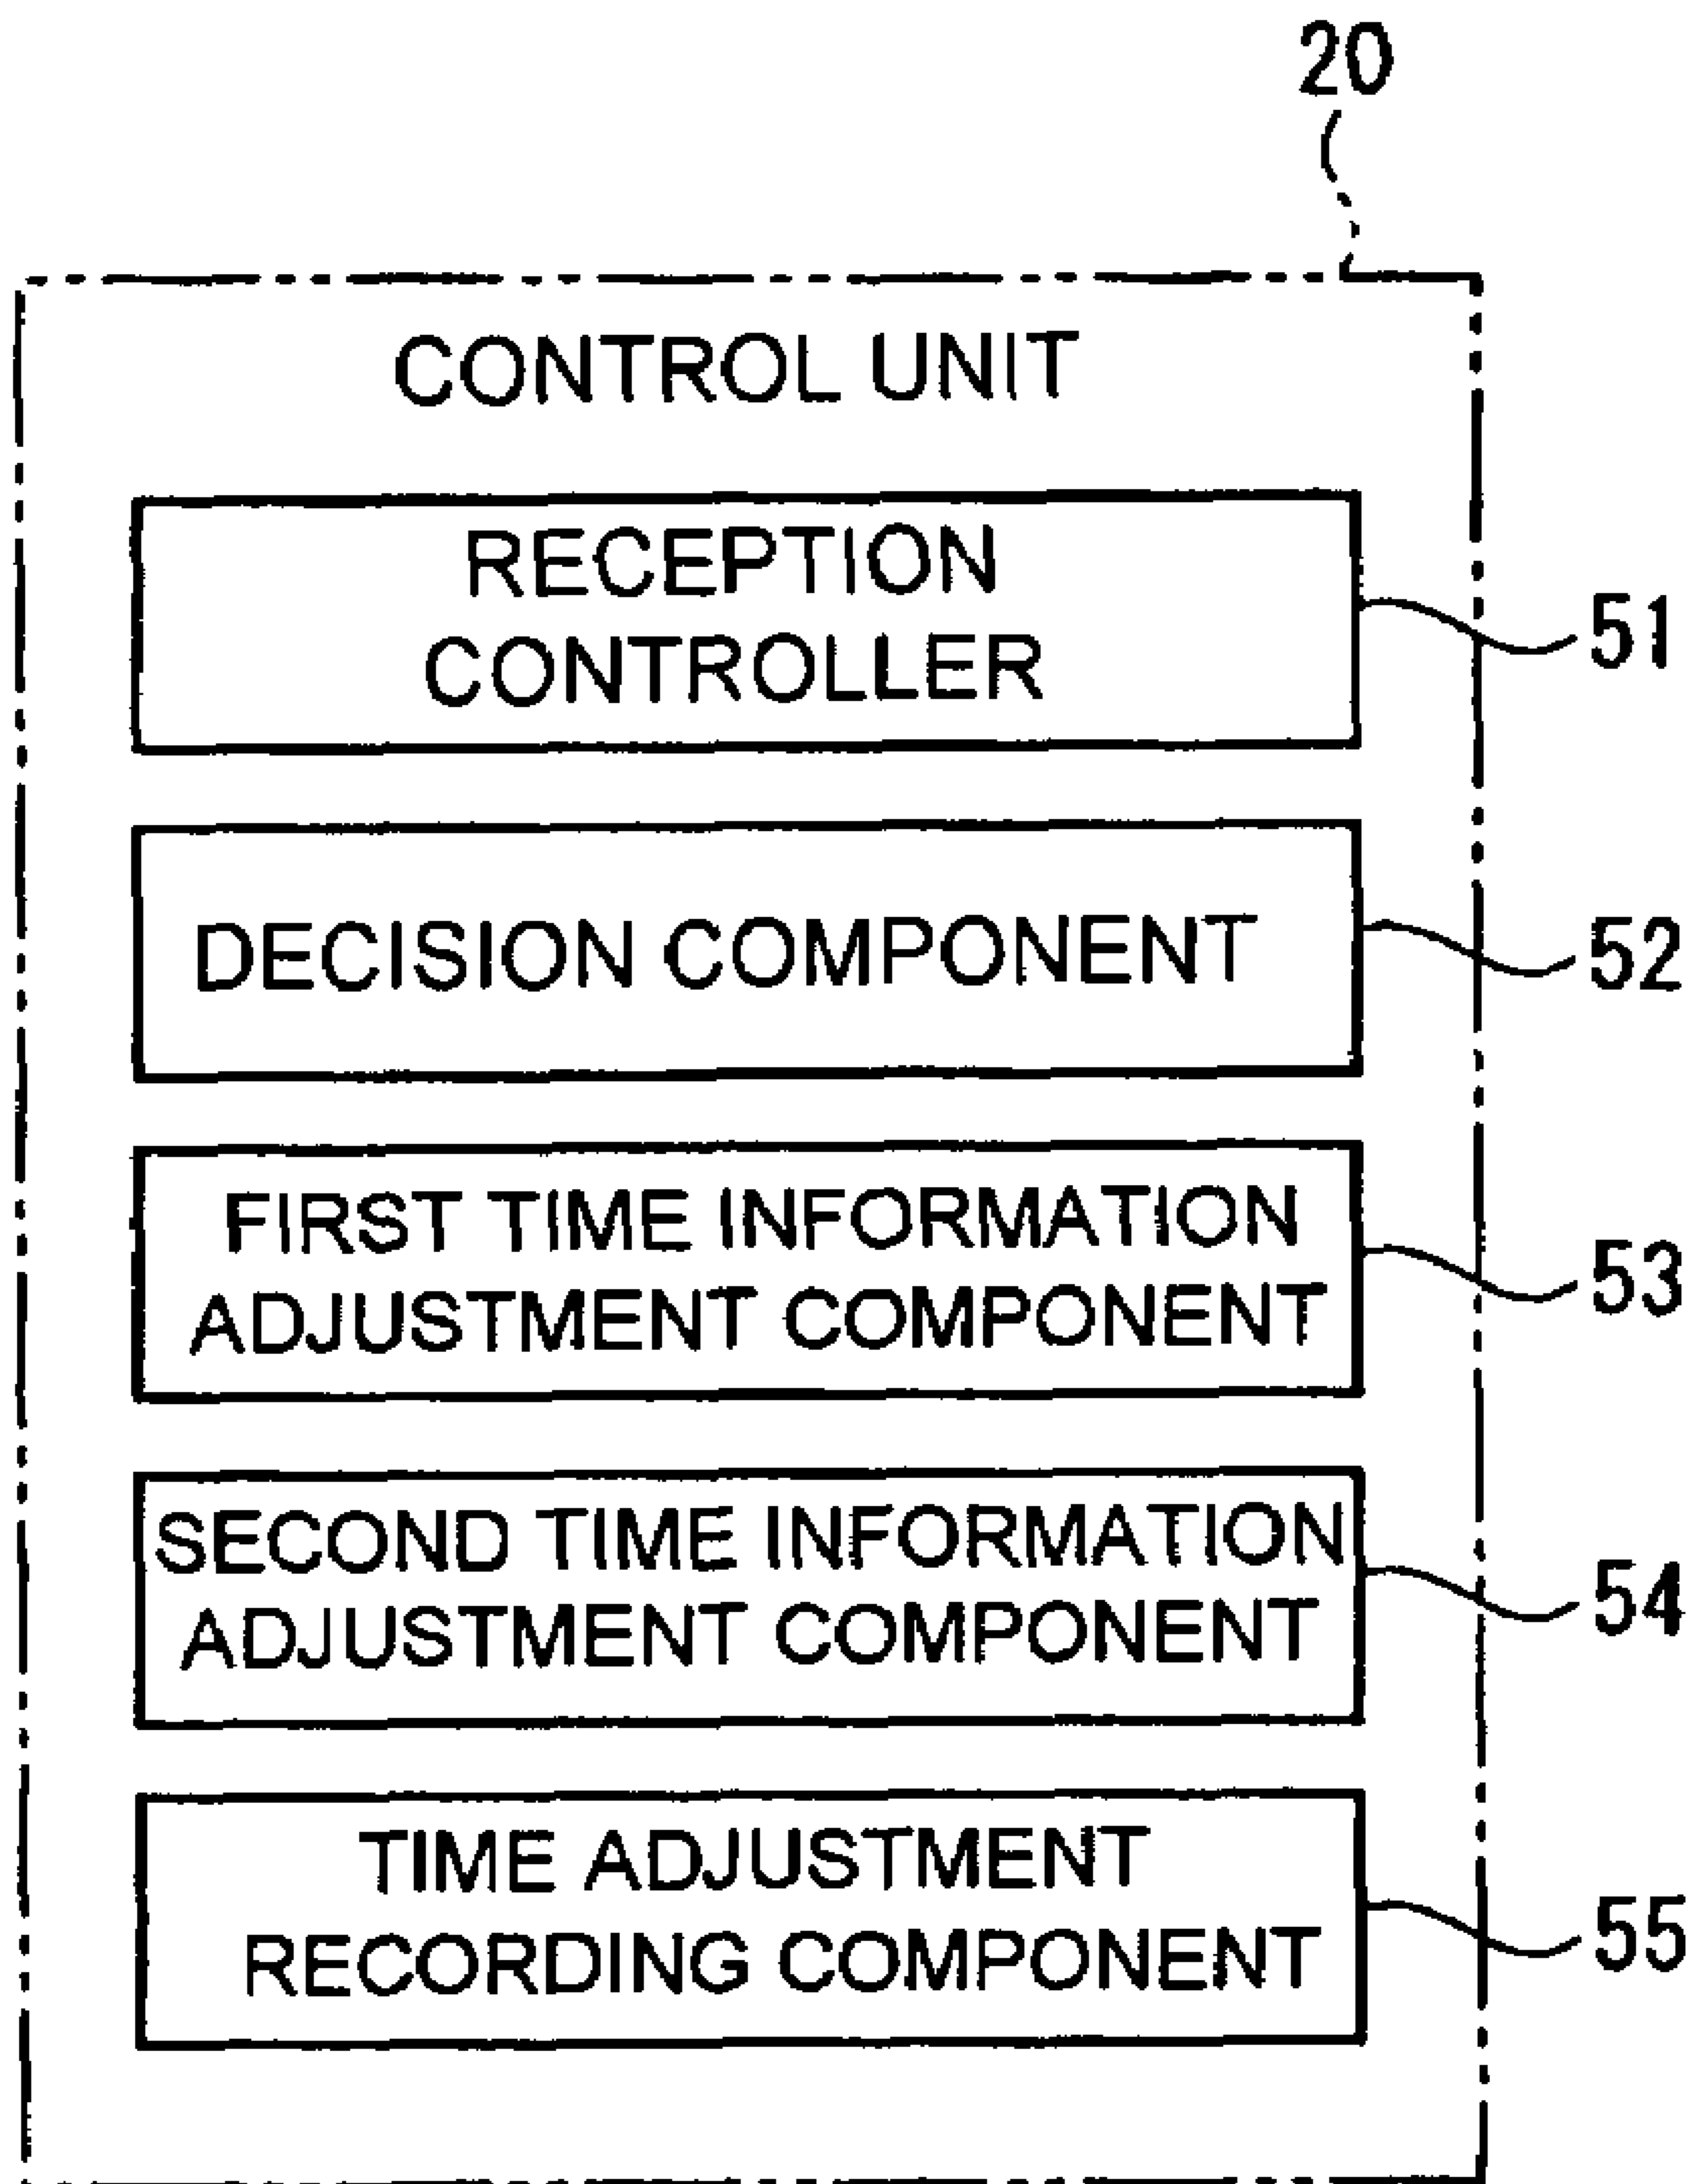 20
CONTROL UNIT
RECEPTION
CONTROLLER
51
DECISION COMPONENT
52
FIRST TIME INFORMATION
ADJUSTMENT COMPONENT
53
SECOND TIME INFORMATION
ADJUSTMENT COMPONENT
54
TIME ADJUSTMENT
RECORDING COMPONENT
55